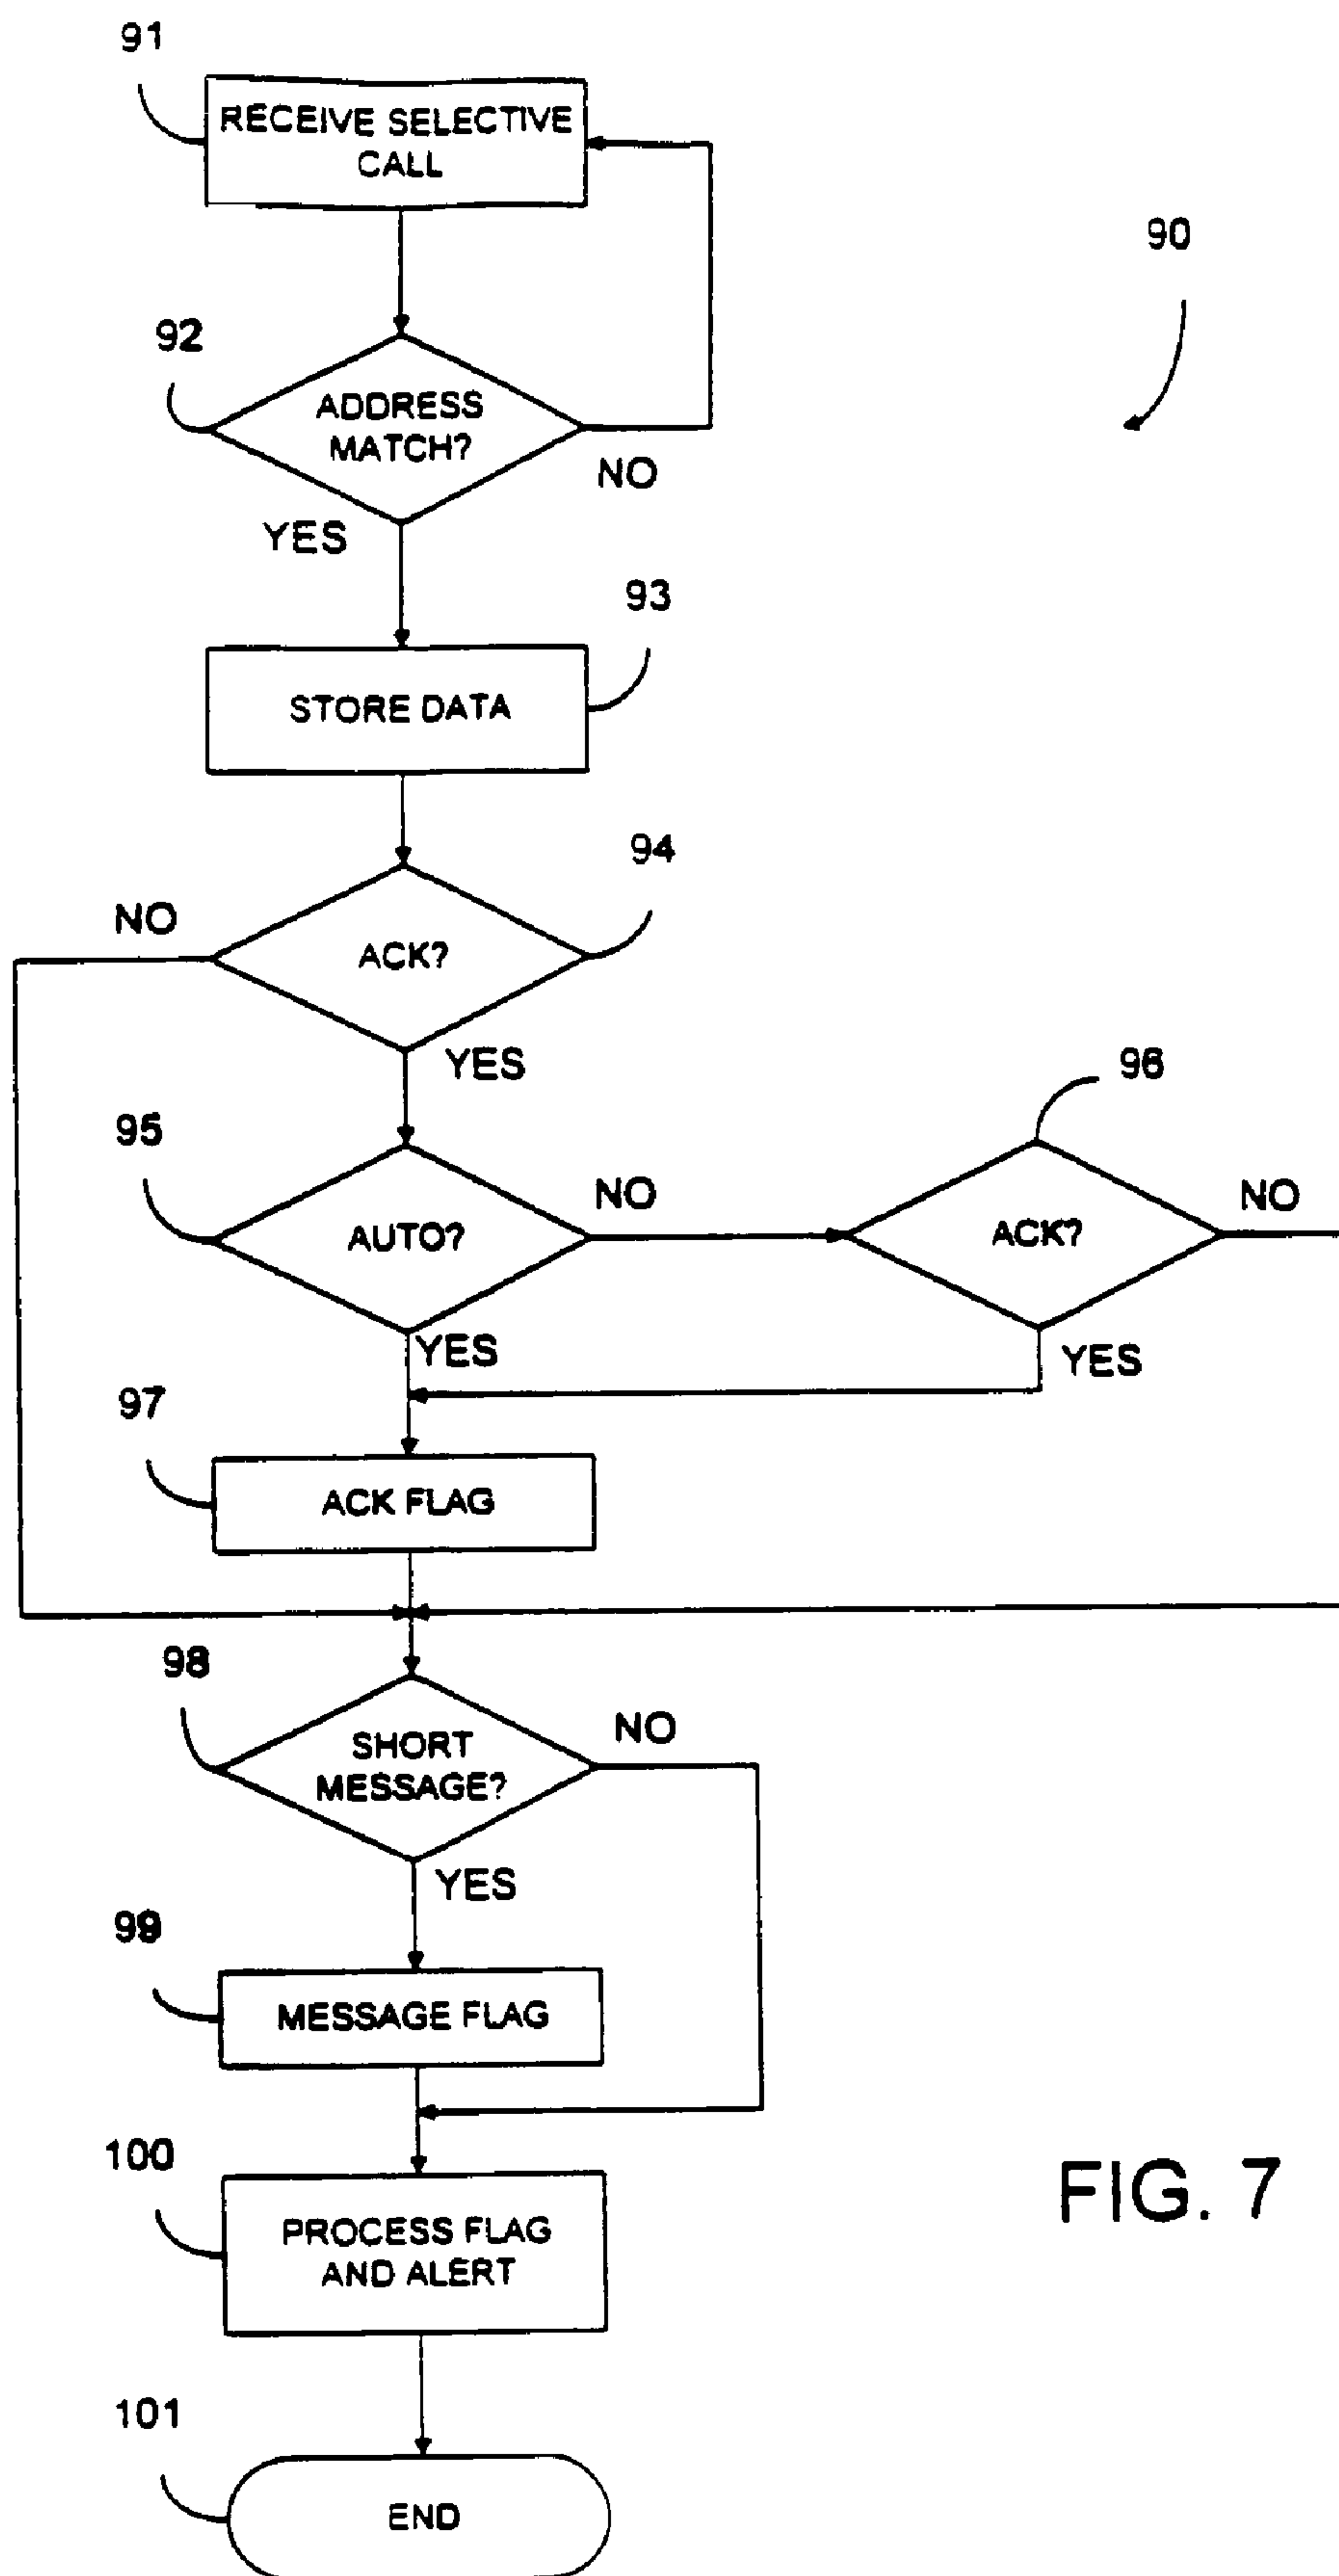 91
RECEIVE SELECTIVE
CALL
90
92
ADDRESS
MATCH?
NO
YES
93
STORE DATA
94
NO
ACK?
YES
96
95
NO
NO
AUTO?
ACK?
YES
YES
97
ACK FLAG
98
NO
SHORT
MESSAGE?
YES
99
MESSAGE FLAG
100
PROCESS FLAG
AND ALERT
FIG. 7
101
END